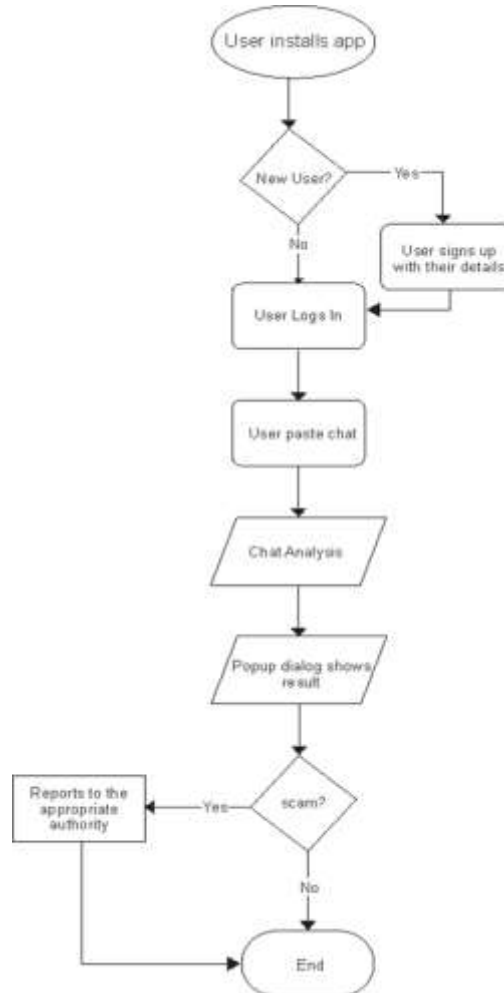 User installs app
New User?
Yes
No
User signs up
with their details
User Logs In
User paste chat
Chat Analysis
Popup dialog shows
result
scam?
Yes
Reports to the
appropriate
authority
No
End